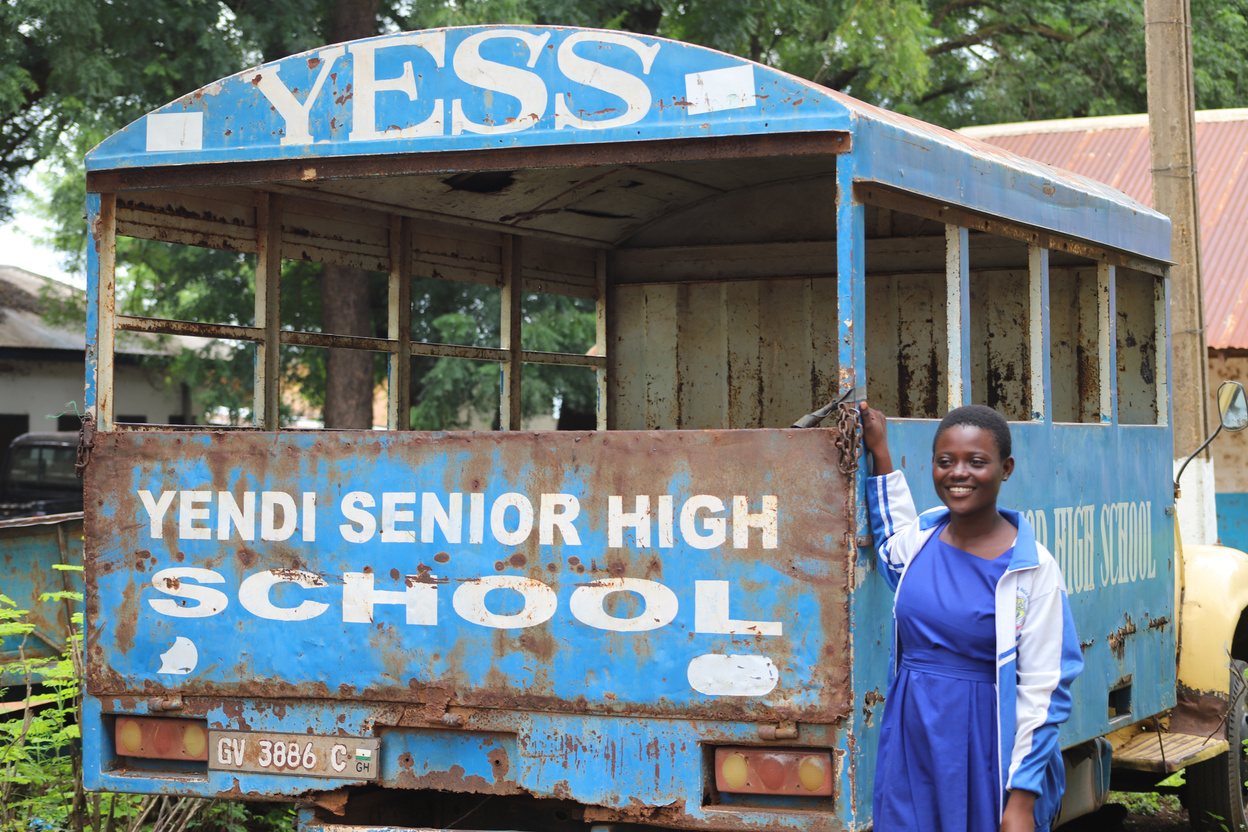 YESS
YENDI SENIOR HIGH
SCHOOL
HIGH SCHOOL
GV 3886 C
GH